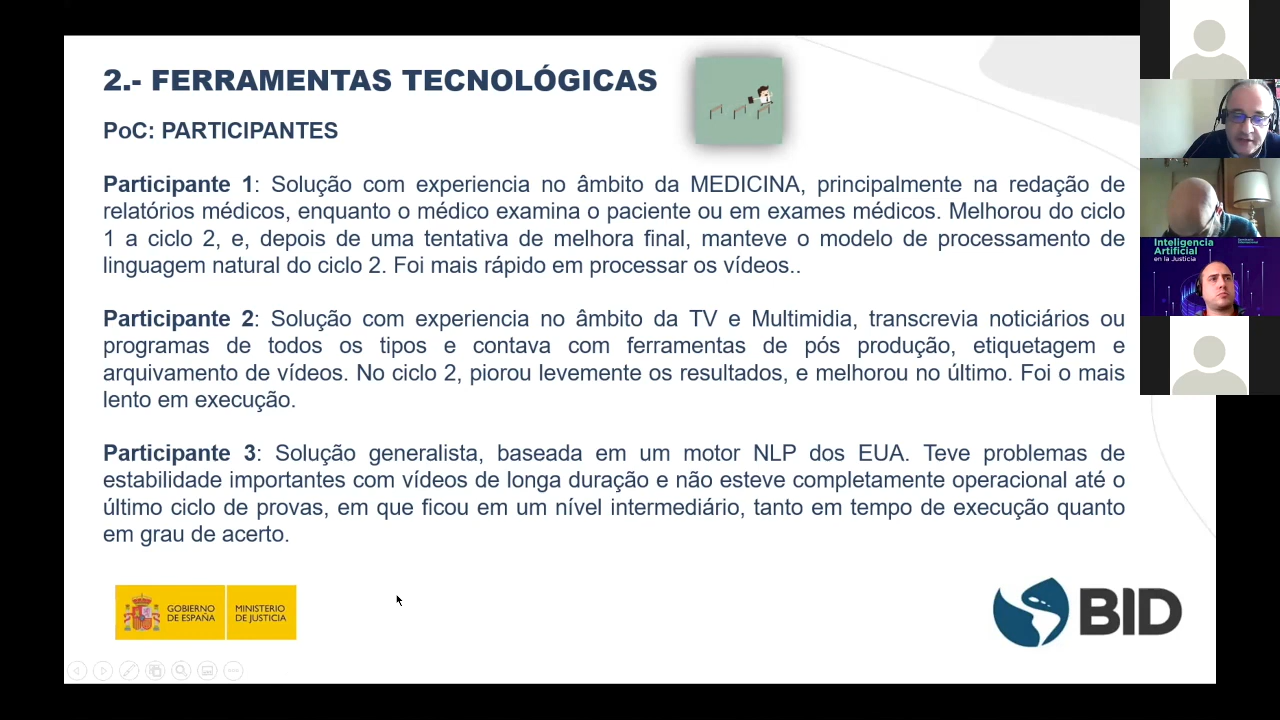 2.- FERRAMENTAS TECNOLÓGICAS
PoC: PARTICIPANTES
Participante 1: Solução com experiencia no âmbito da MEDICINA, principalmente na redação de
relatórios médicos, enquanto o médico examina o paciente ou em exames médicos. Melhorou do ciclo
1 a ciclo 2, e, depois de uma tentativa de melhora final, manteve o modelo de processamento de
linguagem natural do ciclo 2. Foi mais rápido em processar os vídeos..
Participante 2: Solução com experiencia no âmbito da TV e Multimidia, transcrevia noticiários ou
programas de todos os tipos e contava com ferramentas de pós produção, etiquetagem e
arquivamento de vídeos. No ciclo 2, piorou levemente os resultados, e melhorou no último. Foi o mais
lento em execução.
Participante 3: Solução generalista, baseada em um motor NLP dos EUA. Teve problemas de
estabilidade importantes com vídeos de longa duração e não esteve completamente operacional até o
último ciclo de provas, em que ficou em um nível intermediário, tanto em tempo de execução quanto
em grau de acerto.
GOBIERNO
DE ESPAÑA
MINISTERIO
DE JUSTICIA
BID
Inteligencia
Artificial
en la Justicia